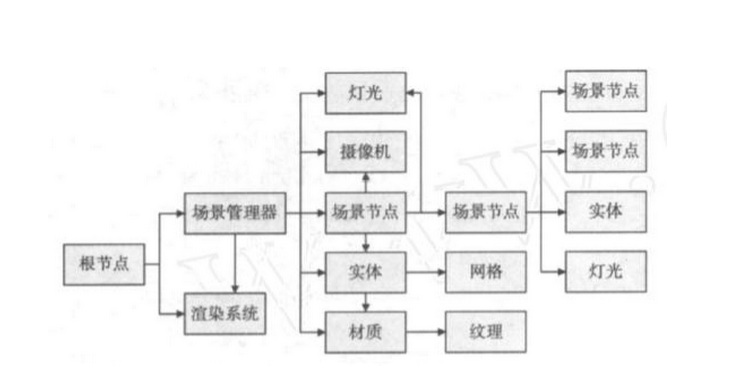 灯光
场景节点
摄像机
场景节点
场景管理器
场景节点
场景节点
实体
根节点
实体
网格
灯光
渲染系统
材质
纹理